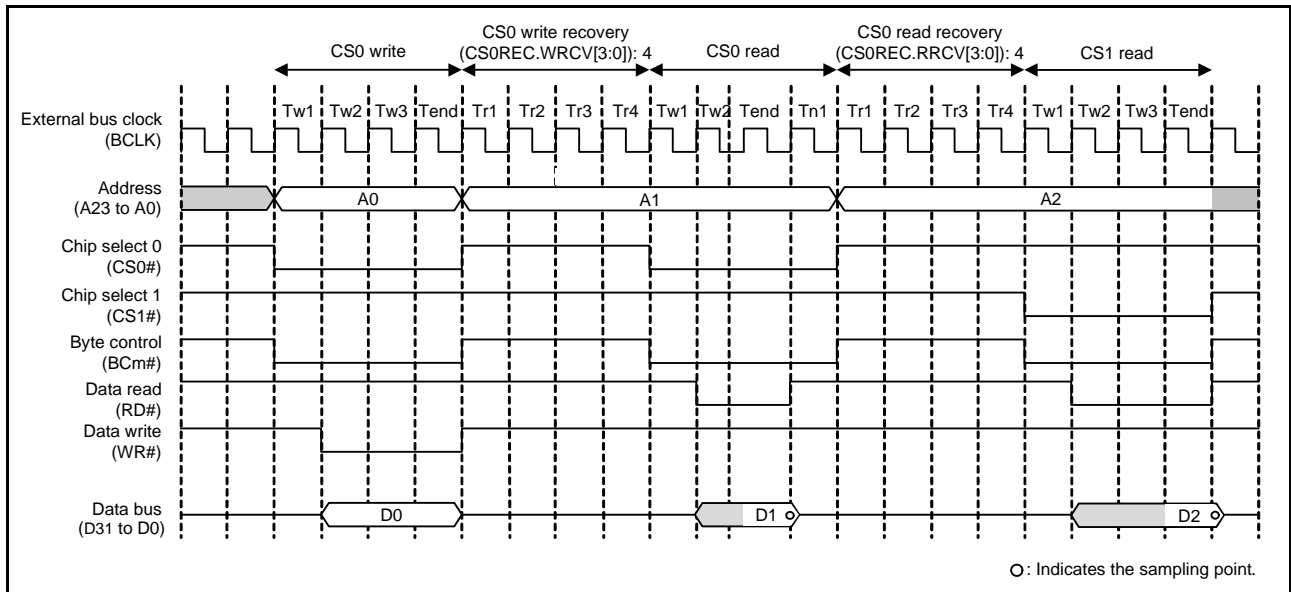 CS0 write
CS0 write recovery
(CS0REC.WRCV[3:0]): 4
CS0 read
CS0 read recovery
(CS0REC.RRCV[3:0]): 4
CS1 read
External bus clock
(BCLK)
Tw1 Tw2 Tw3 Tend Tr1 Tr2 Tr3 Tr4 Tw1 Tw2 Tend Tn1 Tr1 Tr2 Tr3 Tr4 Tw1 Tw2 Tw3 Tend
Address
(A23 to A0)
A0 A1 A2
Chip select 0
(CS0#)
Chip select 1
(CS1#)
Byte control
(BCm#)
Data read
(RD#)
Data write
(WR#)
Data bus
(D31 to D0)
D0 D1 D2
: Indicates the sampling point.